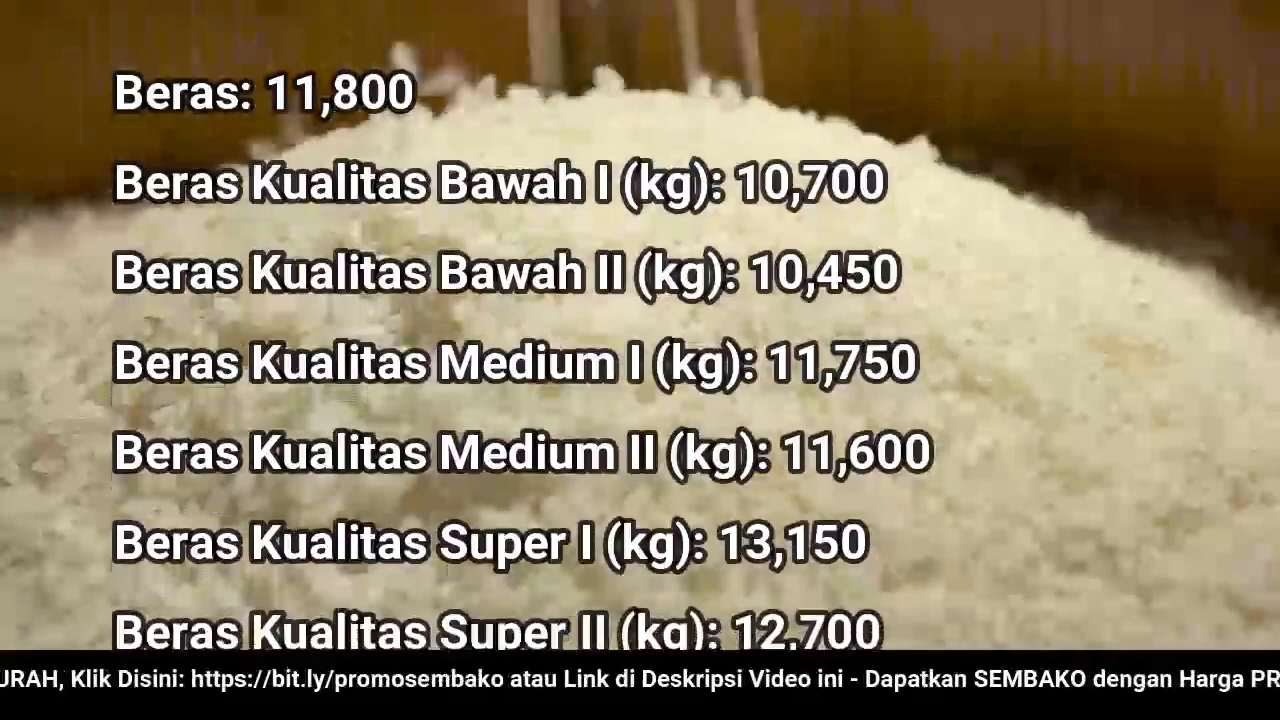 Beras: 11,800
Beras Kualitas Bawah I (kg): 10,700
Beras Kualitas Bawah II (kg): 10,450
Beras Kualitas Medium I (kg): 11,750
Beras Kualitas Medium II (kg): 11,600
Beras Kualitas Super I (kg): 13,150
Beras Kualitas Super II (kg): 12,700
URAH, Klik Disini: https://bit.ly/promosembako atau Link di Deskripsi Video ini - Dapatkan SEMBAKO dengan Harga PR